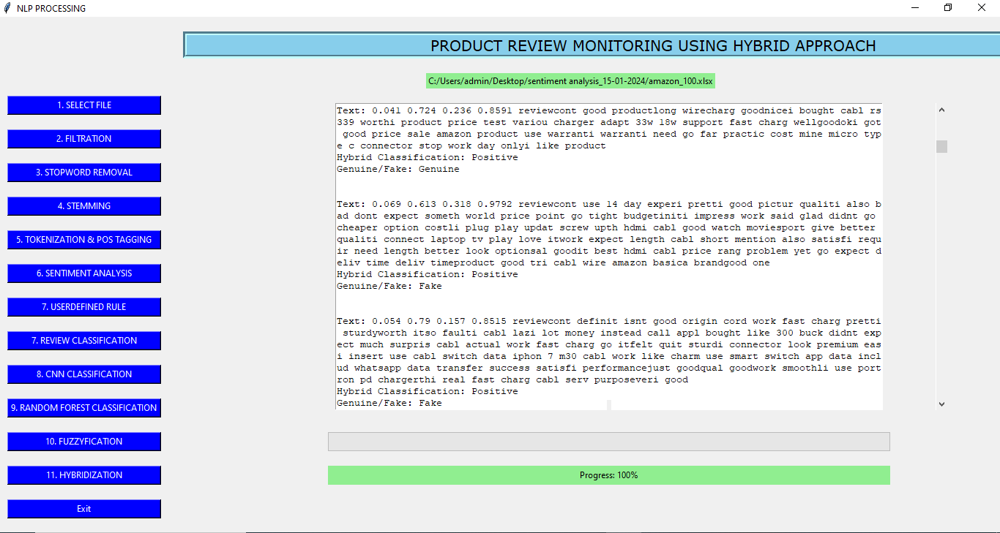 NLP PROCESSING
PRODUCT REVIEW MONITORING USING HYBRID APPROACH
C:/Users/admin/Desktop/sentiment analysis_15-01-2024/amazon_100.xlsx
1. SELECT FILE
2. FILTRATION
3. STOPWORD REMOVAL
4. STEMMING
5. TOKENIZATION & POS TAGGING
6. SENTIMENT ANALYSIS
7. USERDEFINED RULE
7. REVIEW CLASSIFICATION
8. CNN CLASSIFICATION
9. RANDOM FOREST CLASSIFICATION
10. FUZZYFICATION
11. HYBRIDIZATION
Exit
Text: 0.041 0.724 0.236 0.8591 reviewcont good productlong wirecharg goodnicei bought cabl rs
339 worthi product price test variou charger adapt 33w 18w support fast charg wellgoodoki got
good price sale amazon product use warranti warranti need go far practic cost mine micro typ
e c connector stop work day onlyi like product
Hybrid Classification: Positive
Genuine/Fake: Genuine
Text: 0.069 0.613 0.318 0.9792 reviewcont use 14 day experi pretti good pictur qualiti also b
ad dont expect someth world price point go tight budgetiniti impress work said glad didnt go
cheaper option costli plug play updat screw upth hdmi cabl good watch moviesport give better
qualiti connect laptop tv play love itwork expect length cabl short mention also satisfi requ
ir need length better look optionsal goodit best hdmi cabl price rang problem yet go expect d
eliv time deliv timeproduct good tri cabl wire amazon basica brandgood one
Hybrid Classification: Positive
Genuine/Fake: Fake
Text: 0.054 0.79 0.157 0.8515 reviewcont definit isnt good origin cord work fast charg pretti
sturdyworth itso faulti cabl lazi lot money instead call appl bought like 300 buck didnt exp
ect much surpris cabl actual work fast charg go itfelt quit sturdi connector look premium eas
i insert use cabl switch data iphon 7 m30 cabl work like charm use smart switch app data incl
ud whatsapp data transfer success satisfi performancejust goodqual goodwork smoothli use port
ron pd chargerthi real fast charg cabl serv purposeveri good
Hybrid Classification: Positive
Genuine/Fake: Fake
Progress: 100%